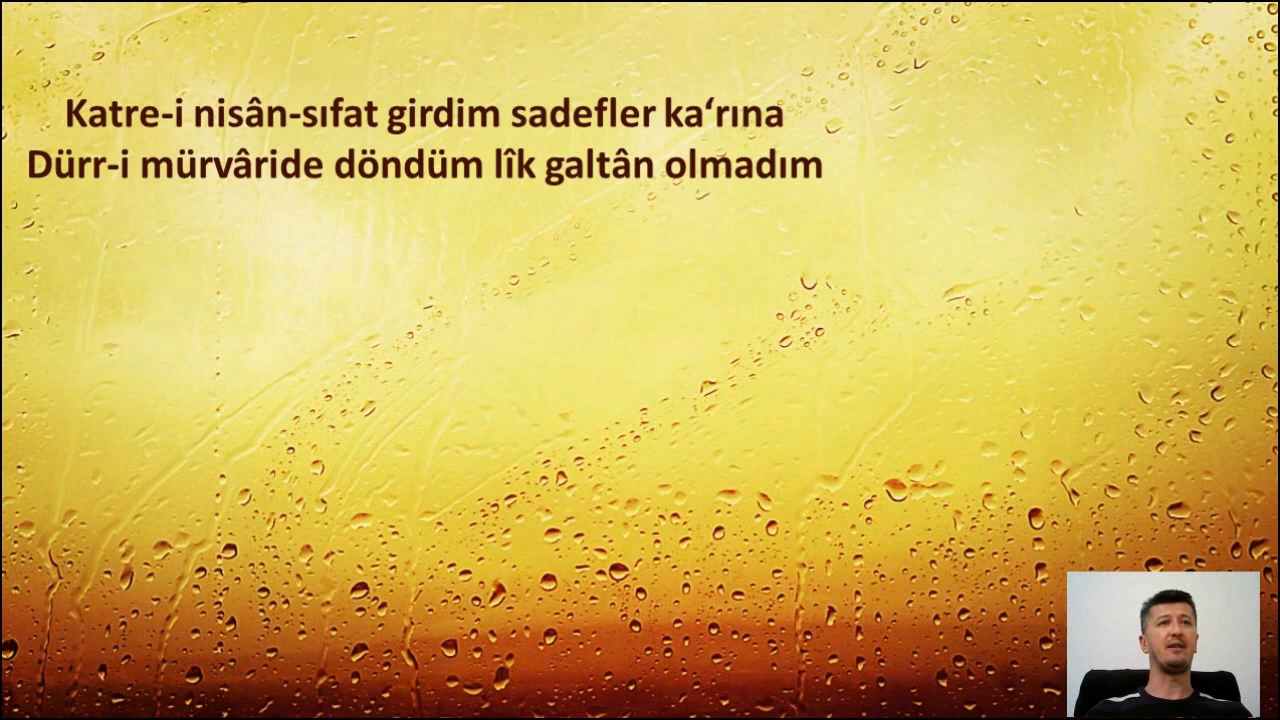 Katre-i nisân-sıfat girdim sadefler ka‘rına
Dürr-i mürvâride döndüm lîk galtân olmadım